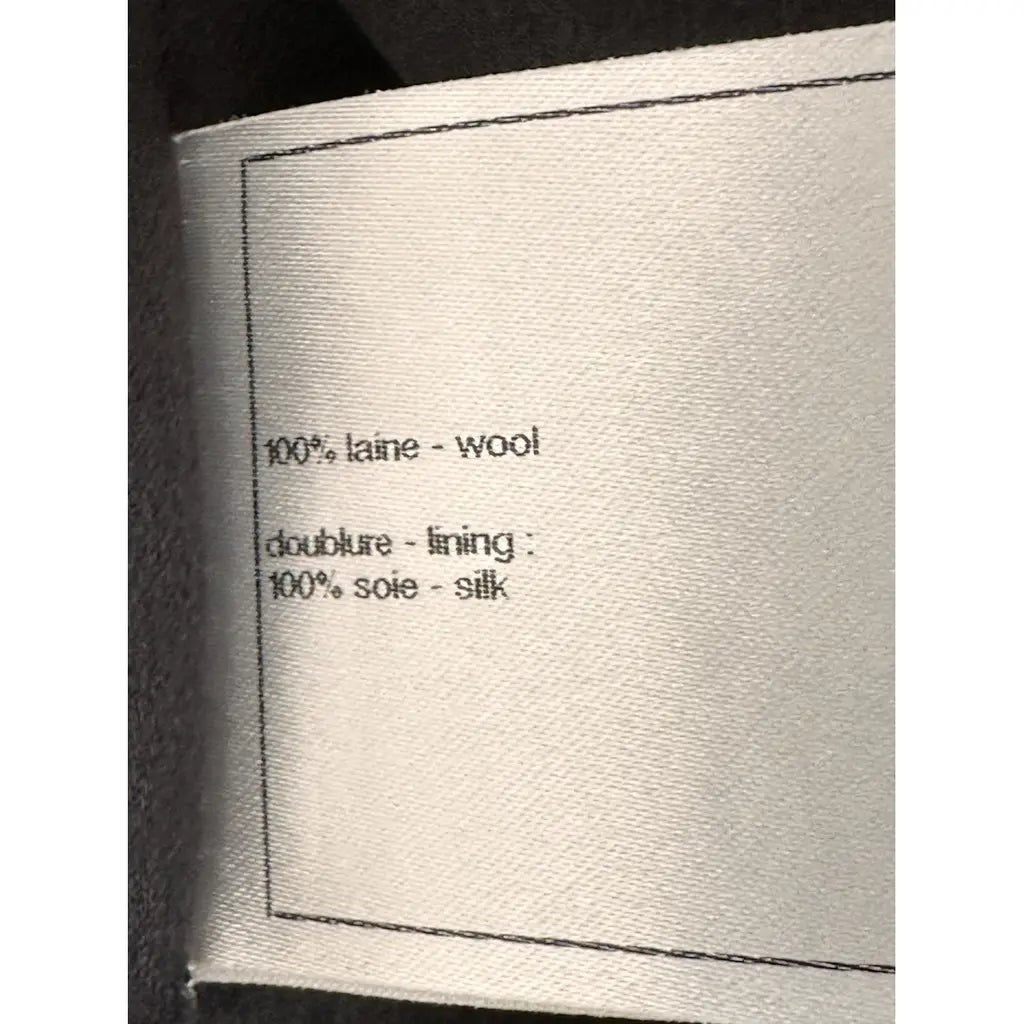 100% laine - wool
doublure - lining :
100% soie - silk